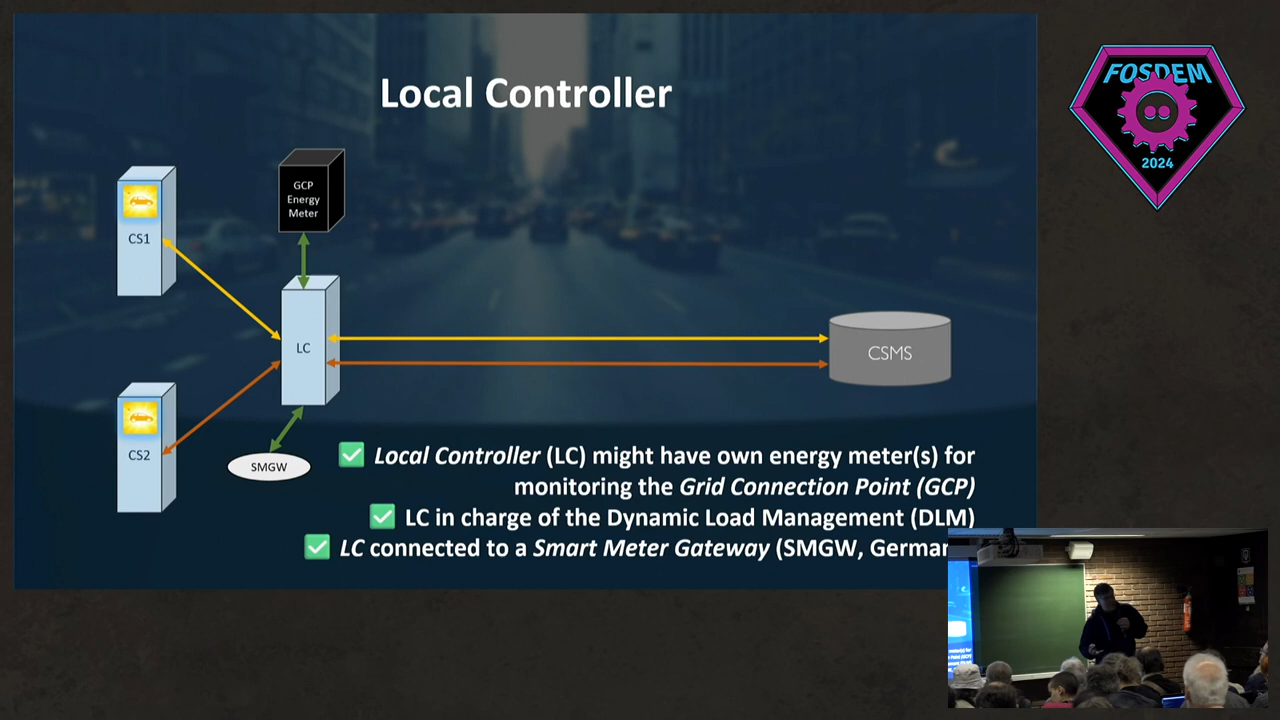 Local Controller
FOSDEM
2024
GCP
Energy
Meter
CS1
LC
CSMS
CS2
SMGW
✅ Local Controller (LC) might have own energy meter(s) for
monitoring the Grid Connection Point (GCP)
✅ LC in charge of the Dynamic Load Management (DLM)
✅ LC connected to a Smart Meter Gateway (SMGW, German